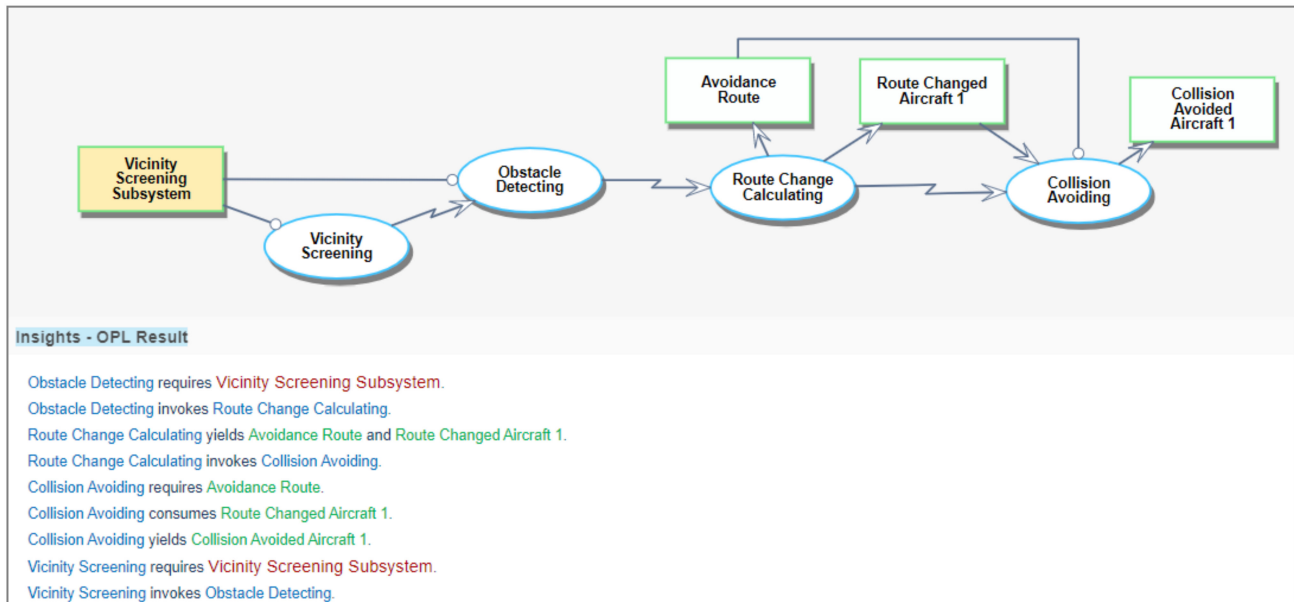 Avoidance
Route
Route Changed
Aircraft 1
Collision
Avoided
Aircraft 1
Vicinity
Screening
Subsystem
Obstacle
Detecting
Route Change
Calculating
Collision
Avoiding
Vicinity
Screening
Insights - OPL Result
Obstacle Detecting requires Vicinity Screening Subsystem.
Obstacle Detecting invokes Route Change Calculating.
Route Change Calculating yields Avoidance Route and Route Changed Aircraft 1.
Route Change Calculating invokes Collision Avoiding.
Collision Avoiding requires Avoidance Route.
Collision Avoiding consumes Route Changed Aircraft 1.
Collision Avoiding yields Collision Avoided Aircraft 1.
Vicinity Screening requires Vicinity Screening Subsystem.
Vicinity Screening invokes Obstacle Detecting.